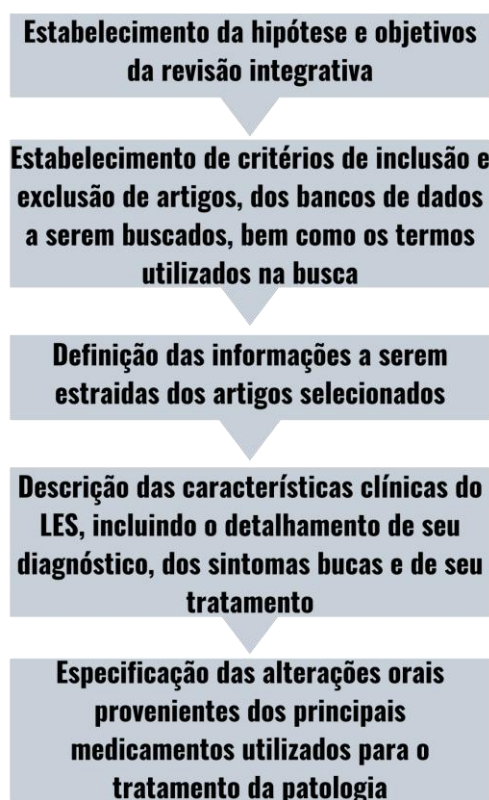 Estabelecimento da hipótese e objetivos
da revisão integrativa
Estabelecimento de critérios de inclusão e
exclusão de artigos, dos bancos de dados
a serem buscados, bem como os termos
utilizados na busca
Definição das informações a serem
estraidas dos artigos selecionados
Descrição das características clínicas do
LES, incluindo o detalhamento de seu
diagnóstico, dos sintomas bucas e de seu
tratamento
Especificação das alterações orais
provenientes dos principais
medicamentos utilizados para o
tratamento da patologia